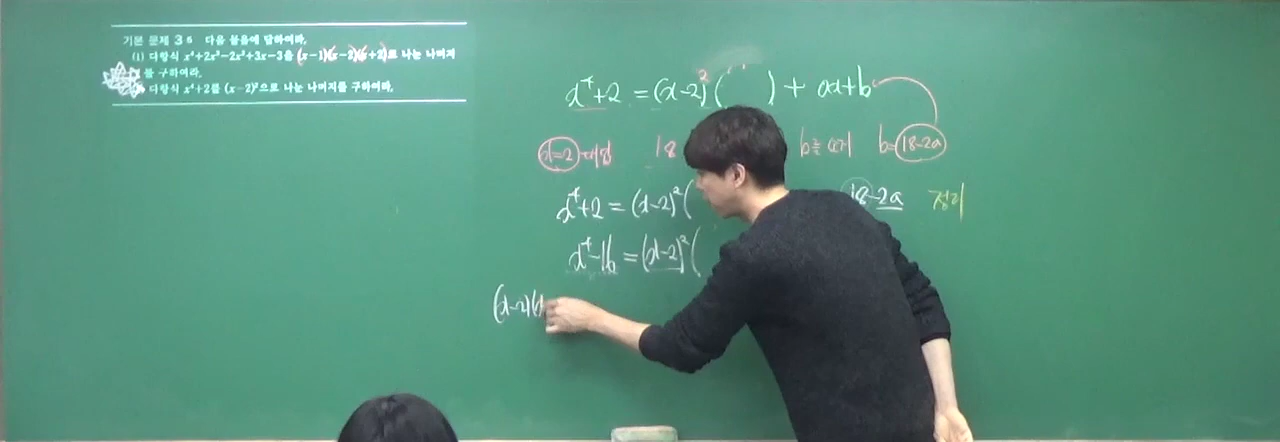 기본 문제 3-5 다음 물음에 답하여라.
(1) 다항식 x⁴+2x³-2x²+3x-3을 (x-1)(x-2)(x+2)로 나눈 나머지
를 구하여라.
다항식 x⁴+2를 (x-2)²으로 나눈 나머지를 구하여라.
x⁴+2 = (x-2)² ( ) + ax+b
x=2 대입 18 b= b=18-2a
x⁴+2 = (x-2)² ( 18-2a 정리
x⁴-16 = (x-2)² (
(x-2)(x